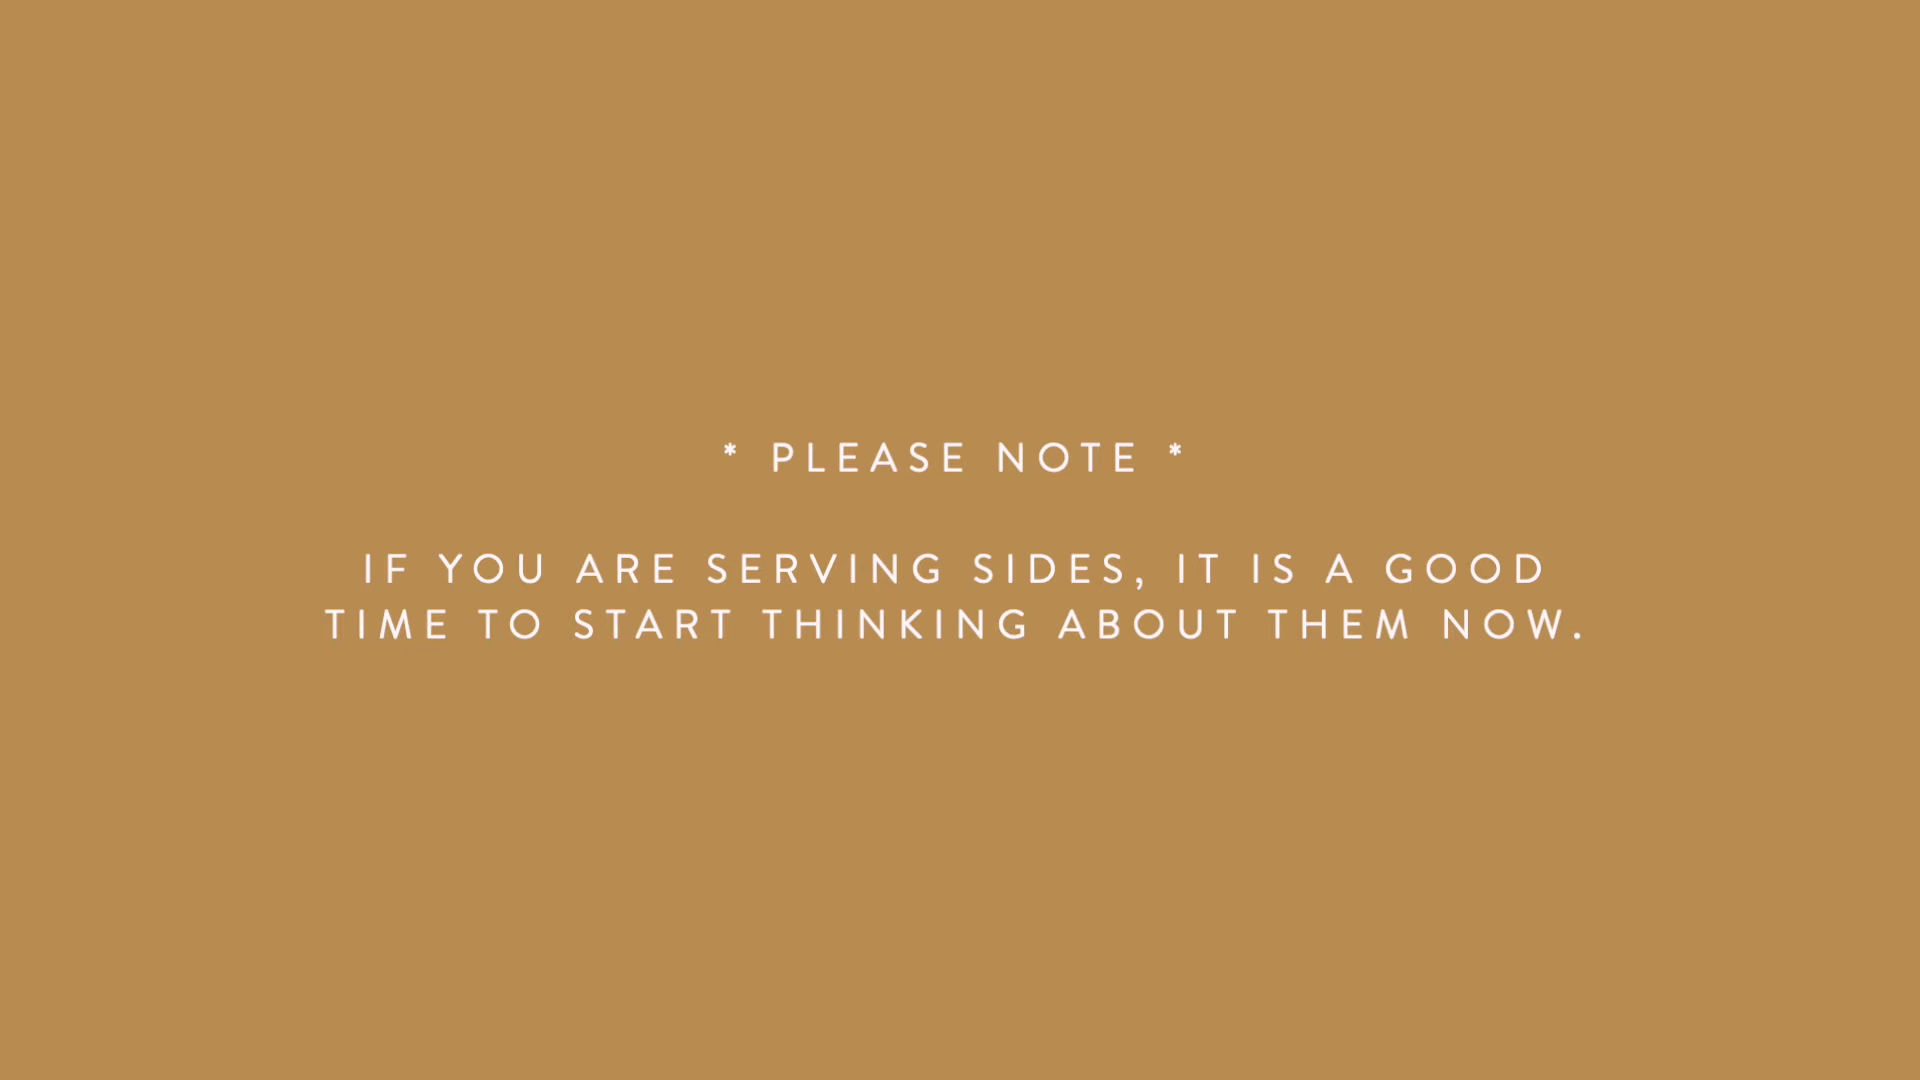 * PLEASE NOTE *
IF YOU ARE SERVING SIDES, IT IS A GOOD
TIME TO START THINKING ABOUT THEM NOW.